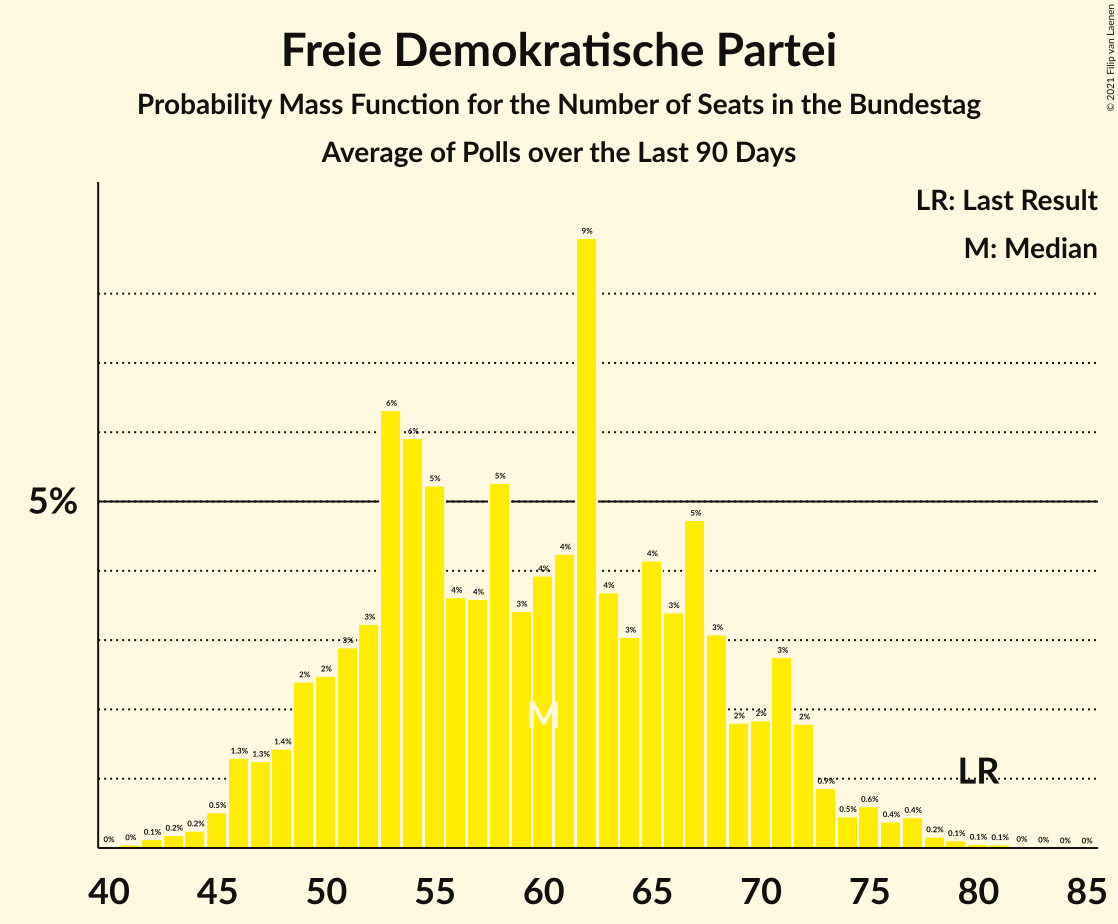 Freie Demokratische Partei
Probability Mass Function for the Number of Seats in the Bundestag
Average of Polls over the Last 90 Days
© 2021 Filip van Laenen
LR: Last Result
M: Median
5%
0% 0% 0.1% 0.2% 0.2% 0.5% 1.3% 1.3% 1.4% 2% 2% 3% 3% 6% 6% 5% 4% 4% 5% 3% 4% 4% 9% 4% 3% 4% 3% 5% 3% 2% 2% 3% 2% 0.9% 0.5% 0.6% 0.4% 0.4% 0.2% 0.1% 0.1% 0.1% 0% 0% 0% 0%
M
LR
40 45 50 55 60 65 70 75 80 85